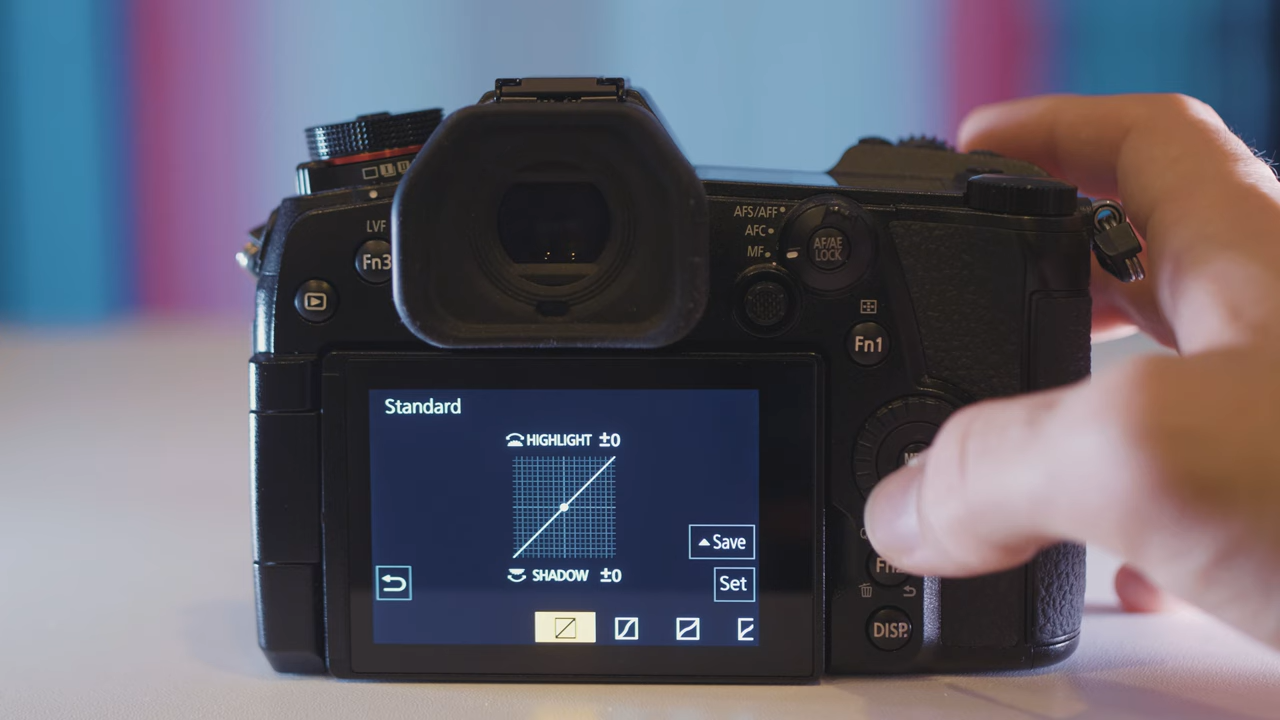 LVF
Fn3
AFS/AFF
AFC
MF
AF/AE
LOCK
Fn1
Standard
HIGHLIGHT ±0
SHADOW ±0
Save
Set
DISP.